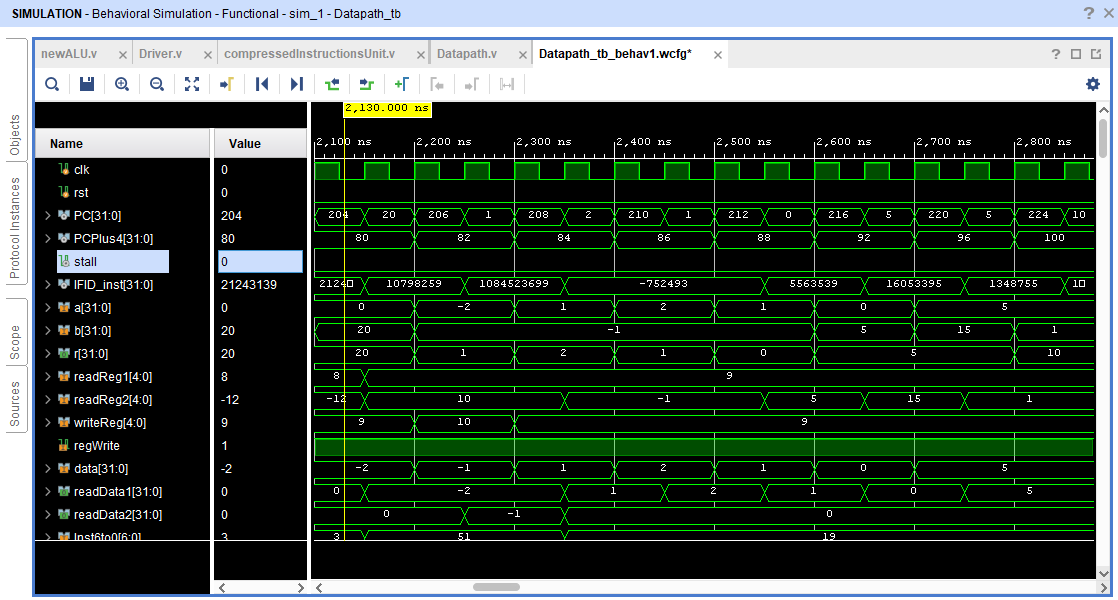 SIMULATION - Behavioral Simulation - Functional - sim_1 - Datapath_tb
newALU.v Driver.v compressedInstructionsUnit.v Datapath.v Datapath_tb_behav1.wcfg*
Objects
Protocol Instances
Scope
Sources
2,130.000 ns
Name Value
2,100 ns 2,200 ns 2,300 ns 2,400 ns 2,500 ns 2,600 ns 2,700 ns 2,800 ns
clk 0
rst 0
PC[31:0] 204 204 20 206 1 208 2 210 1 212 0 216 5 220 5 224 10
PCPlus4[31:0] 80 80 82 84 86 88 92 96 100
stall 0
IFID_inst[31:0] 21243139 2124 10798259 1084523699 -752493 5563539 16053395 1348755 1
a[31:0] 0 0 -2 1 2 1 0 5
b[31:0] 20 20 -1 5 15 1
r[31:0] 20 20 1 2 1 0 5 10
readReg1[4:0] 8 8 9
readReg2[4:0] -12 -12 10 -1 5 15 1
writeReg[4:0] 9 9 10 9
regWrite 1
data[31:0] -2 -2 -1 1 2 1 0 5
readData1[31:0] 0 0 -2 1 2 1 0 5
readData2[31:0] 0 0 -1 0
Inst6to0[6:0] 3 3 51 19